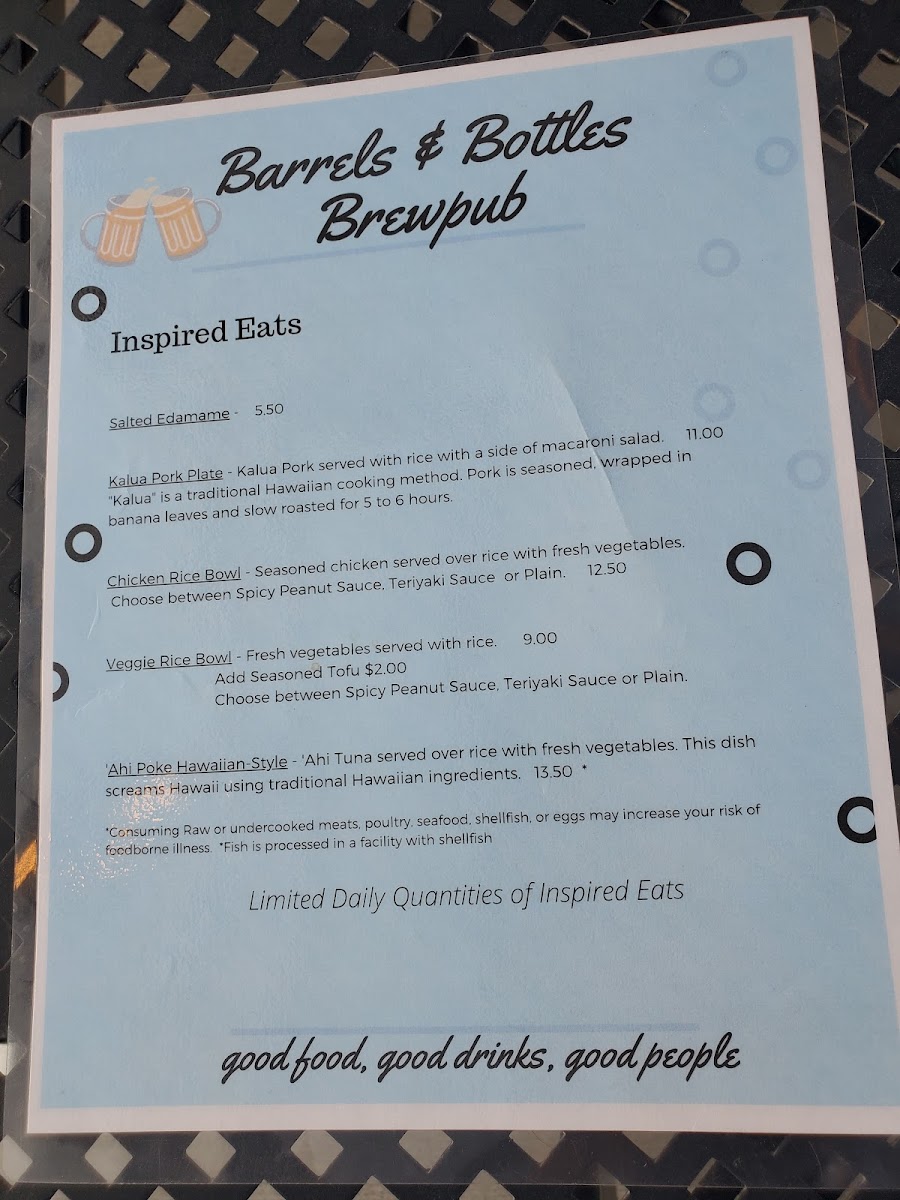 Barrels & Bottles
Brewpub
Inspired Eats
Salted Edamame - 5.50
Kalua Pork Plate - Kalua Pork served with rice with a side of macaroni salad. 11.00
"Kalua" is a traditional Hawaiian cooking method. Pork is seasoned, wrapped in
banana leaves and slow roasted for 5 to 6 hours.
Chicken Rice Bowl - Seasoned chicken served over rice with fresh vegetables.
Choose between Spicy Peanut Sauce, Teriyaki Sauce or Plain. 12.50
Veggie Rice Bowl - Fresh vegetables served with rice. 9.00
Add Seasoned Tofu $2.00
Choose between Spicy Peanut Sauce, Teriyaki Sauce or Plain.
'Ahi Poke Hawaiian-Style - 'Ahi Tuna served over rice with fresh vegetables. This dish
screams Hawaii using traditional Hawaiian ingredients. 13.50 *
*Consuming Raw or undercooked meats, poultry, seafood, shellfish, or eggs may increase your risk of
foodborne illness. *Fish is processed in a facility with shellfish
Limited Daily Quantities of Inspired Eats
good food, good drinks, good people